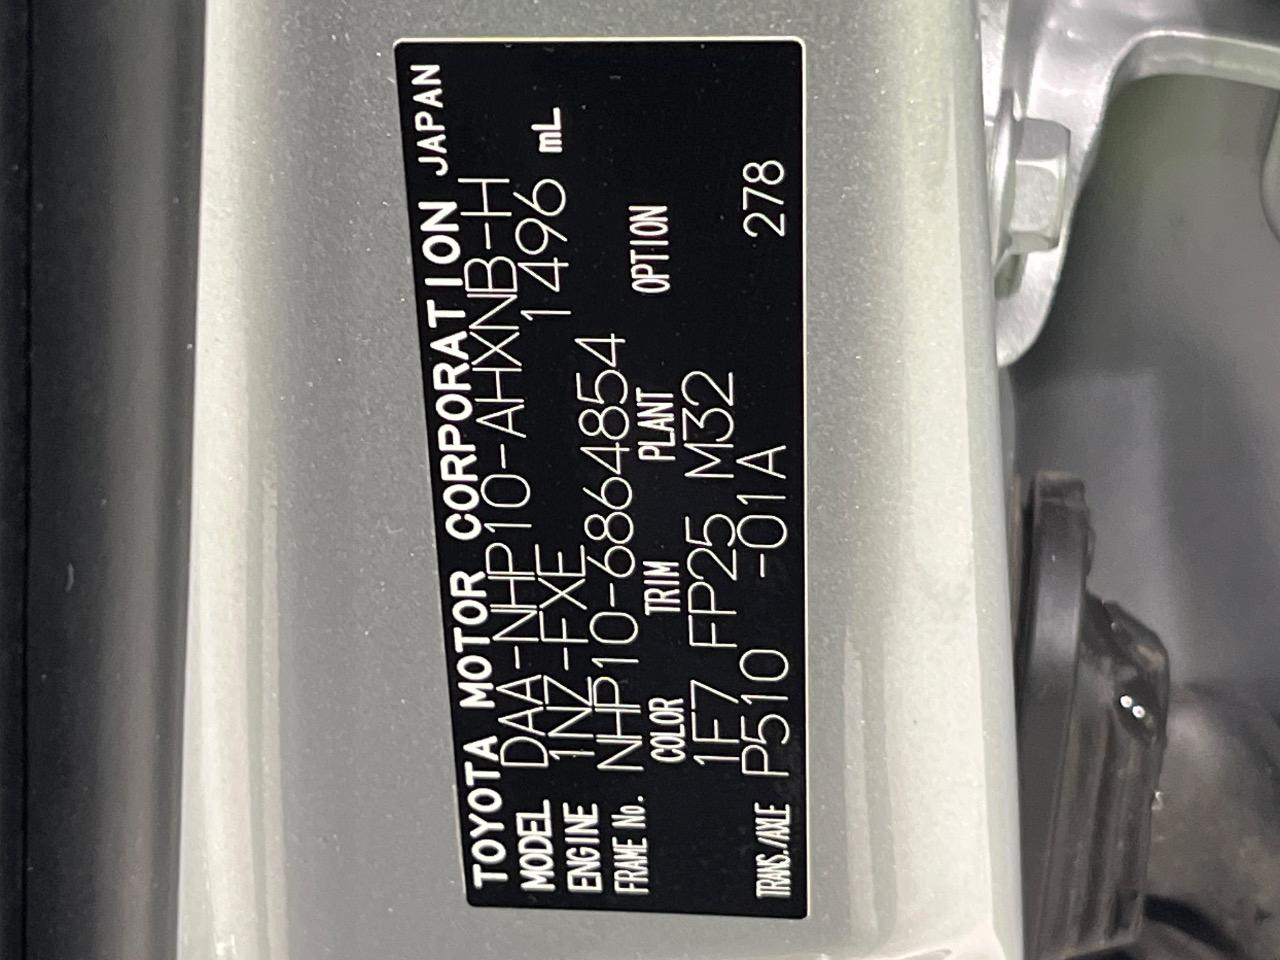 TOYOTA MOTOR CORPORATION JAPAN
MODEL DAA-NHP10-AHXNB-H
ENGINE 1NZ-FXE 1496 mL
FRAME No. NHP10-6864854
COLOR TRIM PLANT OPTION
1F7 FP25 M32
TRANS./AXLE P510 -01A 278